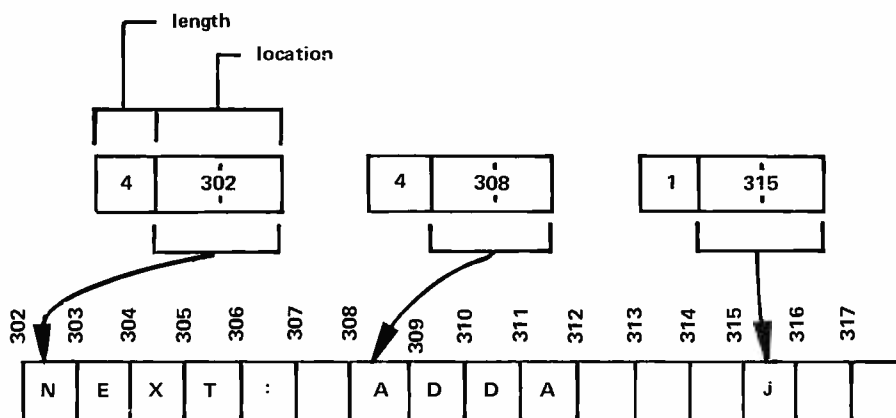 length
location
4 302 4 308 1 315
302 303 304 305 306 307 308 309 310 311 312 313 314 315 316 317
N E X T : A D D A j